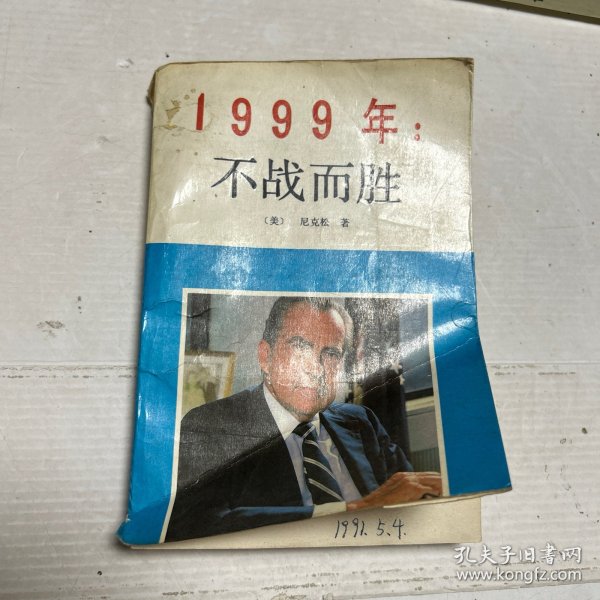 1999年:
不战而胜
〔美〕 尼克松 著
1991.5.4.
孔夫子旧书网
www.kongfz.com